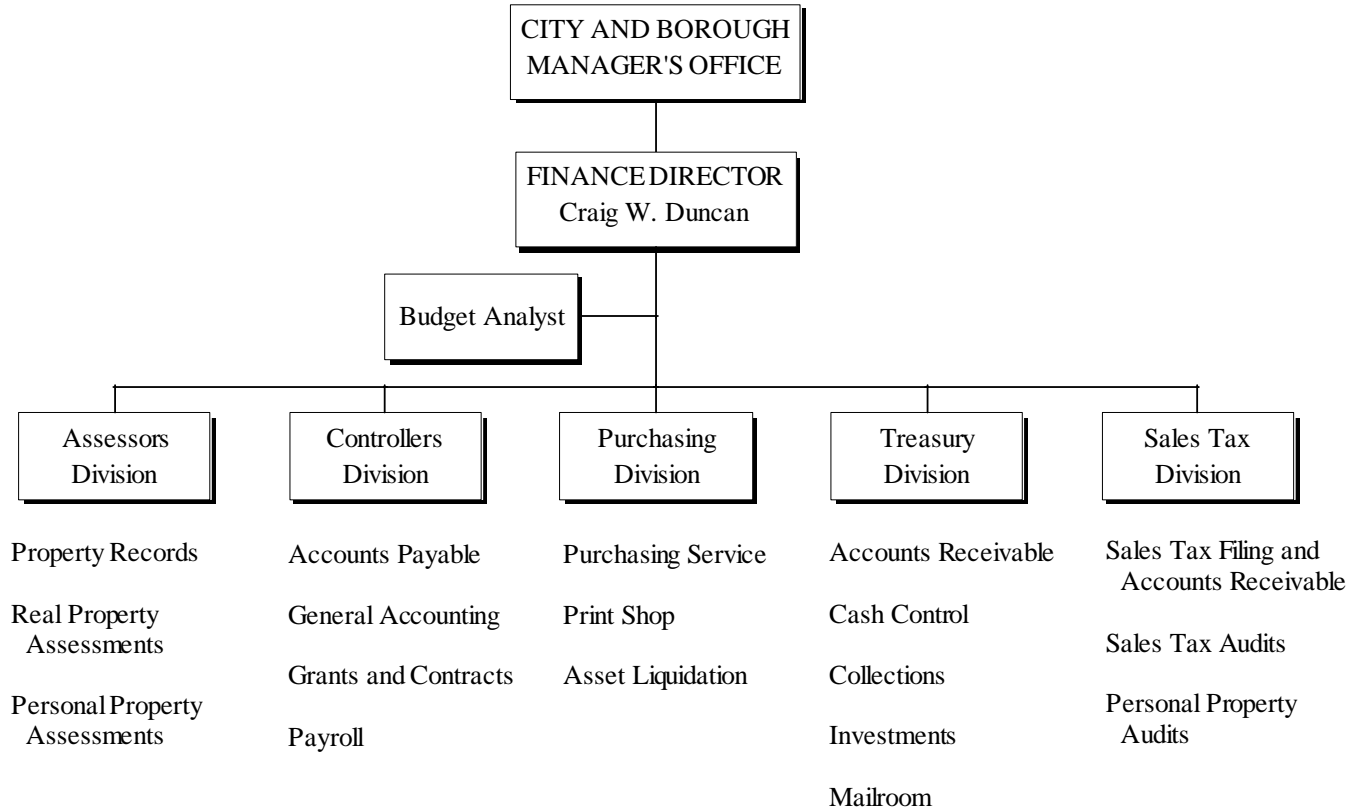 CITY AND BOROUGH
MANAGER'S OFFICE
FINANCE DIRECTOR
Craig W. Duncan
Budget Analyst
Assessors
Division
Controllers
Division
Purchasing
Division
Treasury
Division
Sales Tax
Division
Property Records
Real Property
Assessments
Personal Property
Assessments
Accounts Payable
General Accounting
Grants and Contracts
Payroll
Purchasing Service
Print Shop
Asset Liquidation
Accounts Receivable
Cash Control
Collections
Investments
Mailroom
Sales Tax Filing and
Accounts Receivable
Sales Tax Audits
Personal Property
Audits